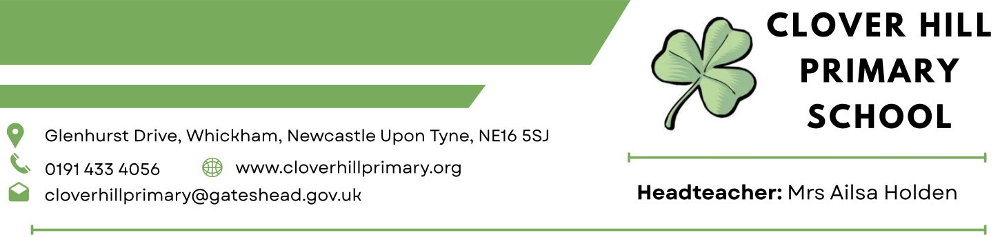 CLOVER HILL
PRIMARY
SCHOOL
Glenhurst Drive, Whickham, Newcastle Upon Tyne, NE16 5SJ
0191 433 4056 www.cloverhillprimary.org
cloverhillprimary@gateshead.gov.uk
Headteacher: Mrs Ailsa Holden